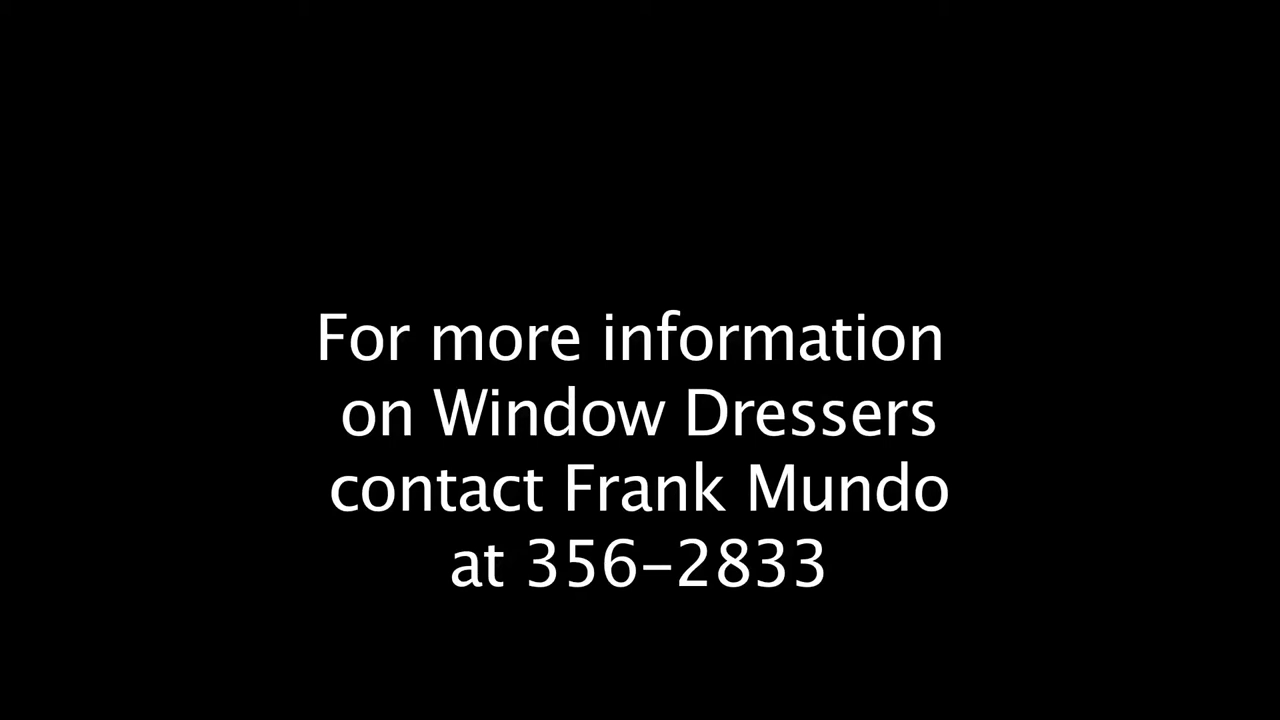 For more information
on Window Dressers
contact Frank Mundo
at 356-2833